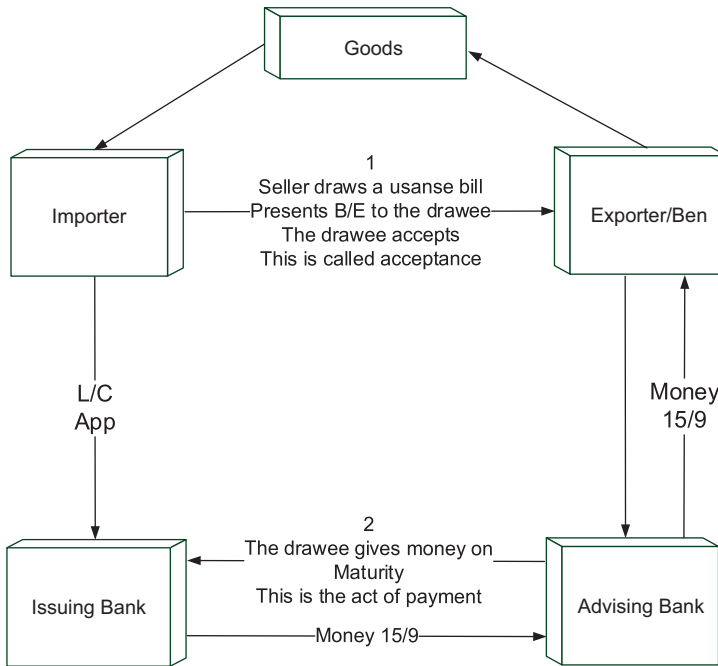 Goods
Importer
1
Seller draws a usanse bill
Presents B/E to the drawee
The drawee accepts
This is called acceptance
Exporter/Ben
L/C
App
Money
15/9
2
The drawee gives money on
Maturity
This is the act of payment
Issuing Bank
Money 15/9
Advising Bank